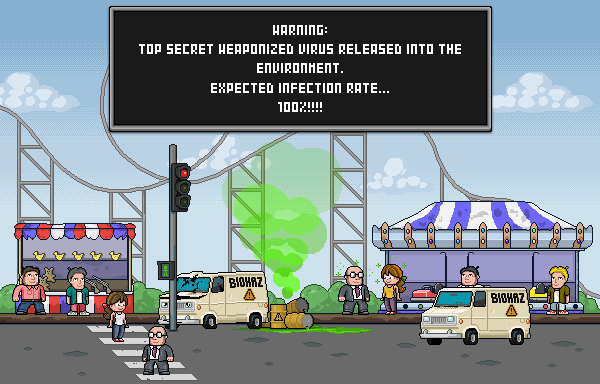 WARNING:
TOP SECRET WEAPONIZED VIRUS RELEASED INTO THE
ENVIRONMENT.
EXPECTED INFECTION RATE...
100%!!!!
BIOHAZ
BIOHAZ